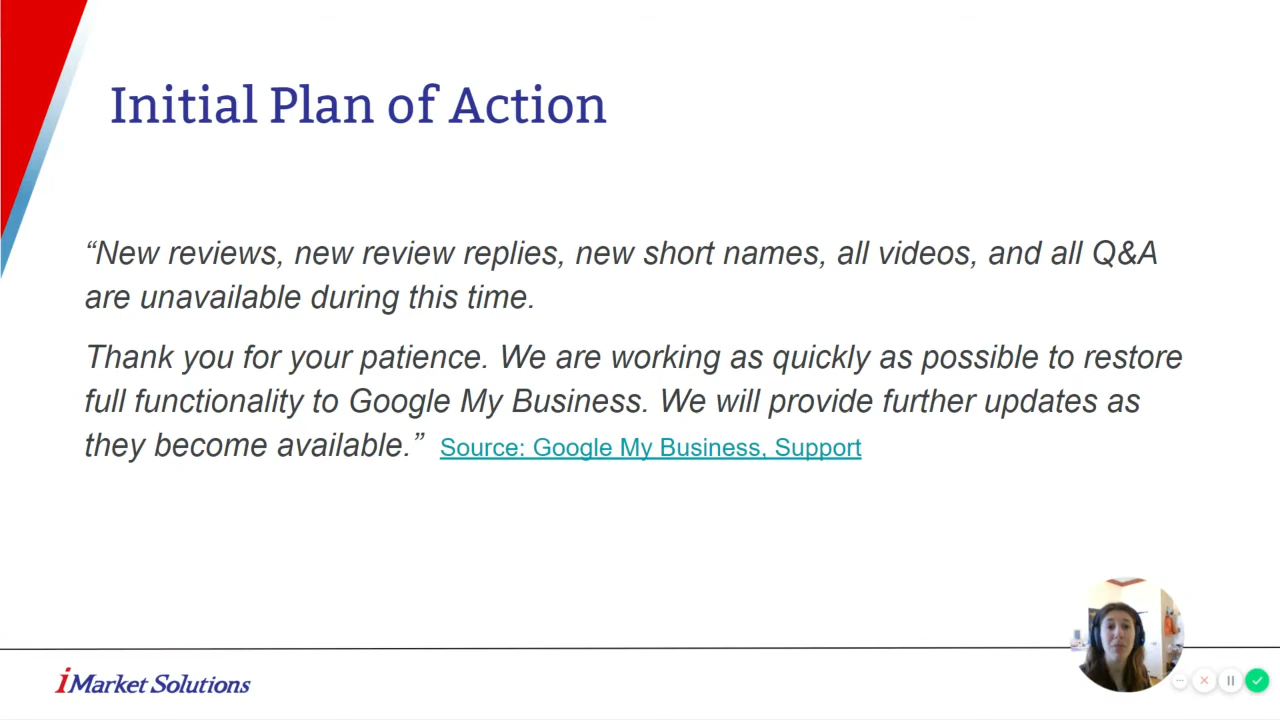 Initial Plan of Action
“New reviews, new review replies, new short names, all videos, and all Q&A
are unavailable during this time.
Thank you for your patience. We are working as quickly as possible to restore
full functionality to Google My Business. We will provide further updates as
they become available.” Source: Google My Business, Support
iMarket Solutions